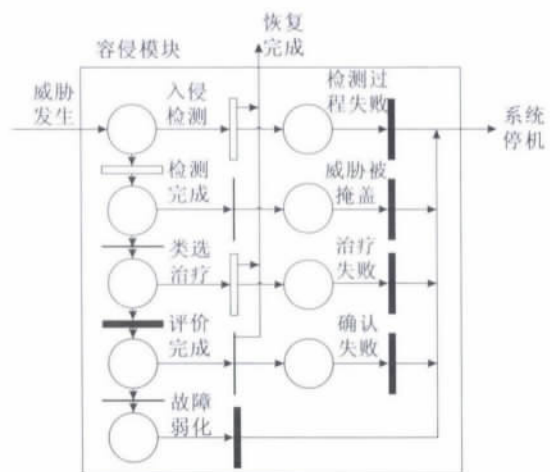 恢复
完成
容侵模块
威胁
发生
入侵
检测
检测过
程失败
系统
停机
检测
完成
威胁被
掩盖
类选
治疗
治疗
失败
评价
完成
确认
失败
故障
弱化